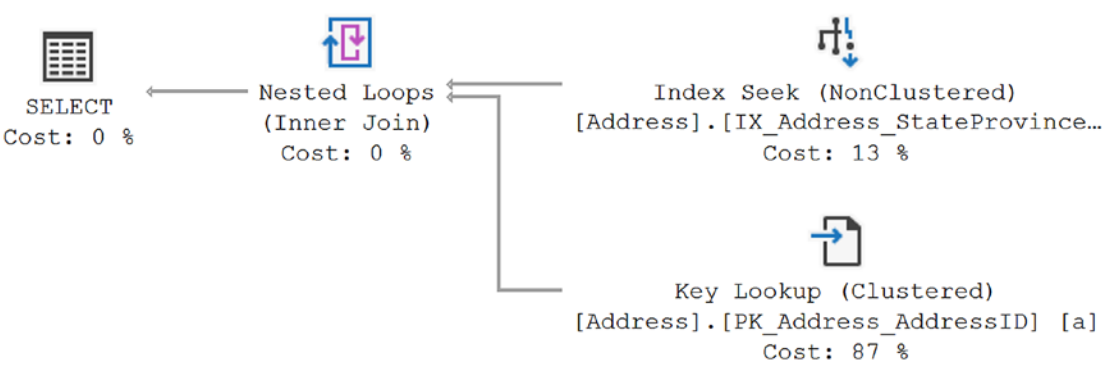 SELECT
Cost: 0 %
Nested Loops
(Inner Join)
Cost: 0 %
Index Seek (NonClustered)
[Address].[IX_Address_StateProvince…
Cost: 13 %
Key Lookup (Clustered)
[Address].[PK_Address_AddressID] [a]
Cost: 87 %